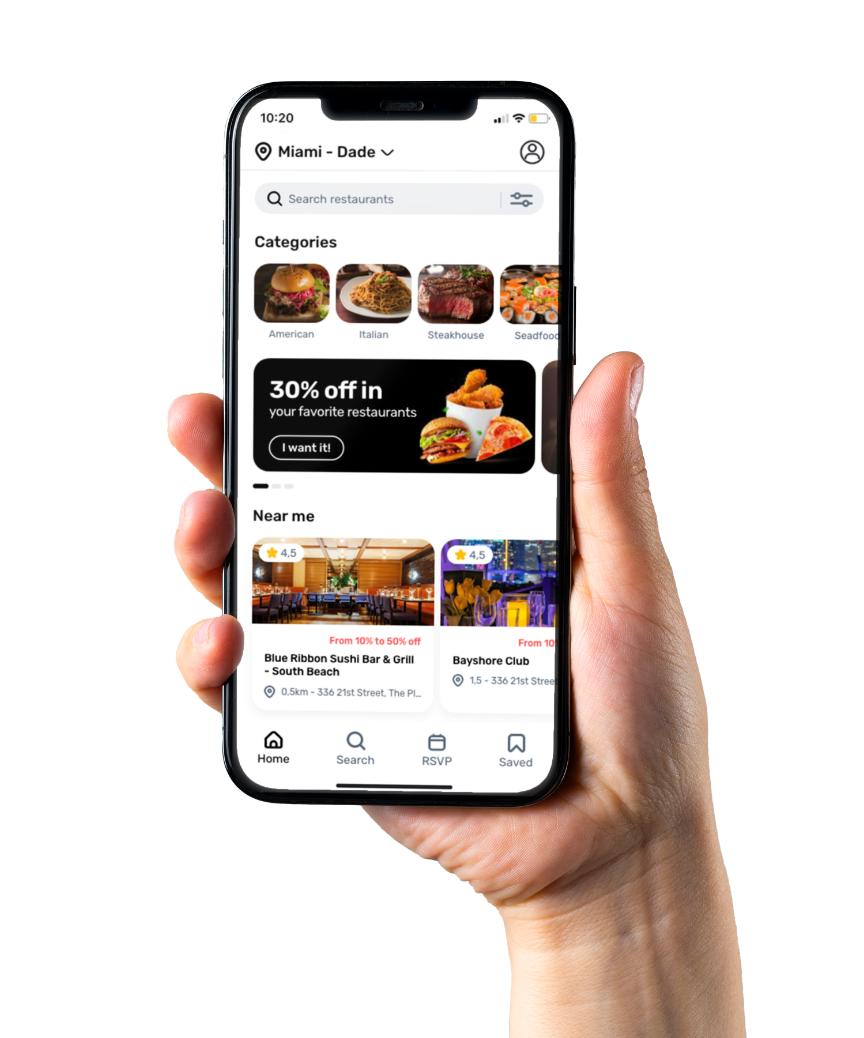 10:20
Miami - Dade
Search restaurants
Categories
American Italian Steakhouse Seadfood
30% off in
your favorite restaurants
I want it!
Near me
4,5 4,5
From 10% to 50% off From 10
Blue Ribbon Sushi Bar & Grill
- South Beach
Bayshore Club
0,5km - 336 21st Street, The Pl... 1,5 - 336 21st Stree
Home Search RSVP Saved